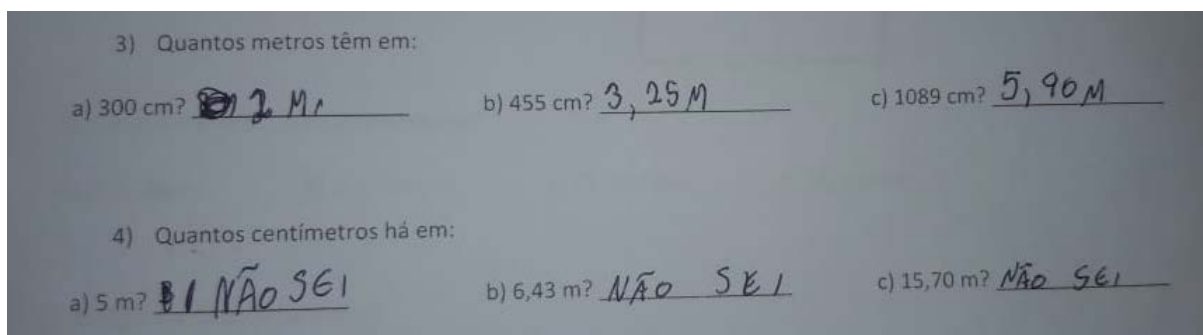 3) Quantos metros têm em:
a) 300 cm? 2 M b) 455 cm? 3,25 M c) 1089 cm? 5,90 M
4) Quantos centímetros há em:
a) 5 m? NÃO SEI b) 6,43 m? NÃO SEI c) 15,70 m? NÃO SEI